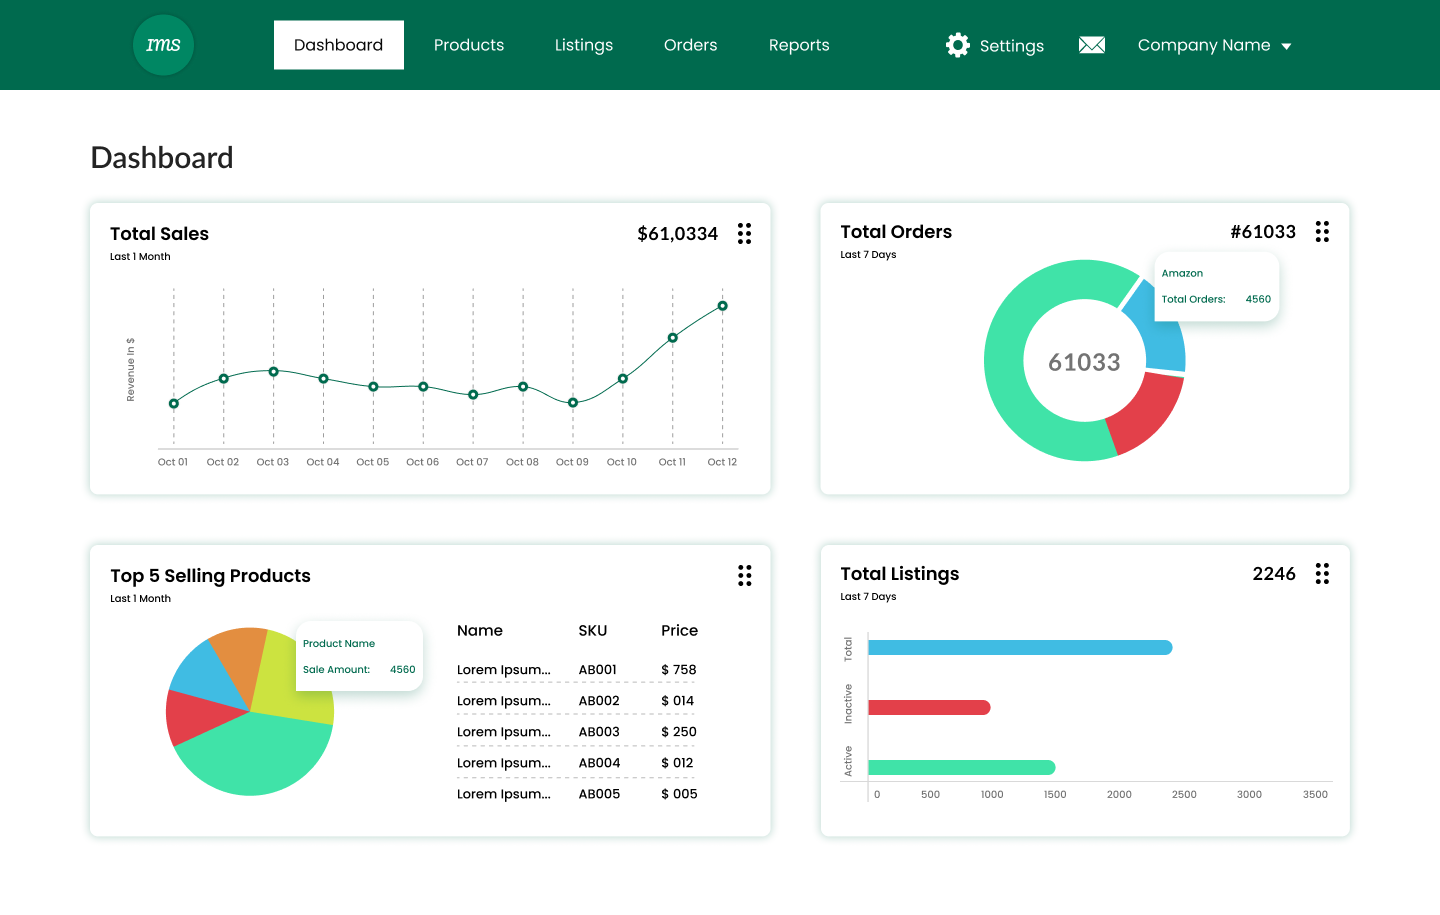 IMS
Dashboard Products Listings Orders Reports Settings Company Name
Dashboard
Total Sales $61,0334
Last 1 Month
Revenue In $
Oct 01 Oct 02 Oct 03 Oct 04 Oct 05 Oct 06 Oct 07 Oct 08 Oct 09 Oct 10 Oct 11 Oct 12
Total Orders #61033
Last 7 Days
Amazon
Total Orders: 4560
61033
Top 5 Selling Products
Last 1 Month
Product Name
Sale Amount: 4560
Name SKU Price
Lorem Ipsum... AB001 $ 758
Lorem Ipsum... AB002 $ 014
Lorem Ipsum... AB003 $ 250
Lorem Ipsum... AB004 $ 012
Lorem Ipsum... AB005 $ 005
Total Listings 2246
Last 7 Days
Total
Inactive
Active
0 500 1000 1500 2000 2500 3000 3500